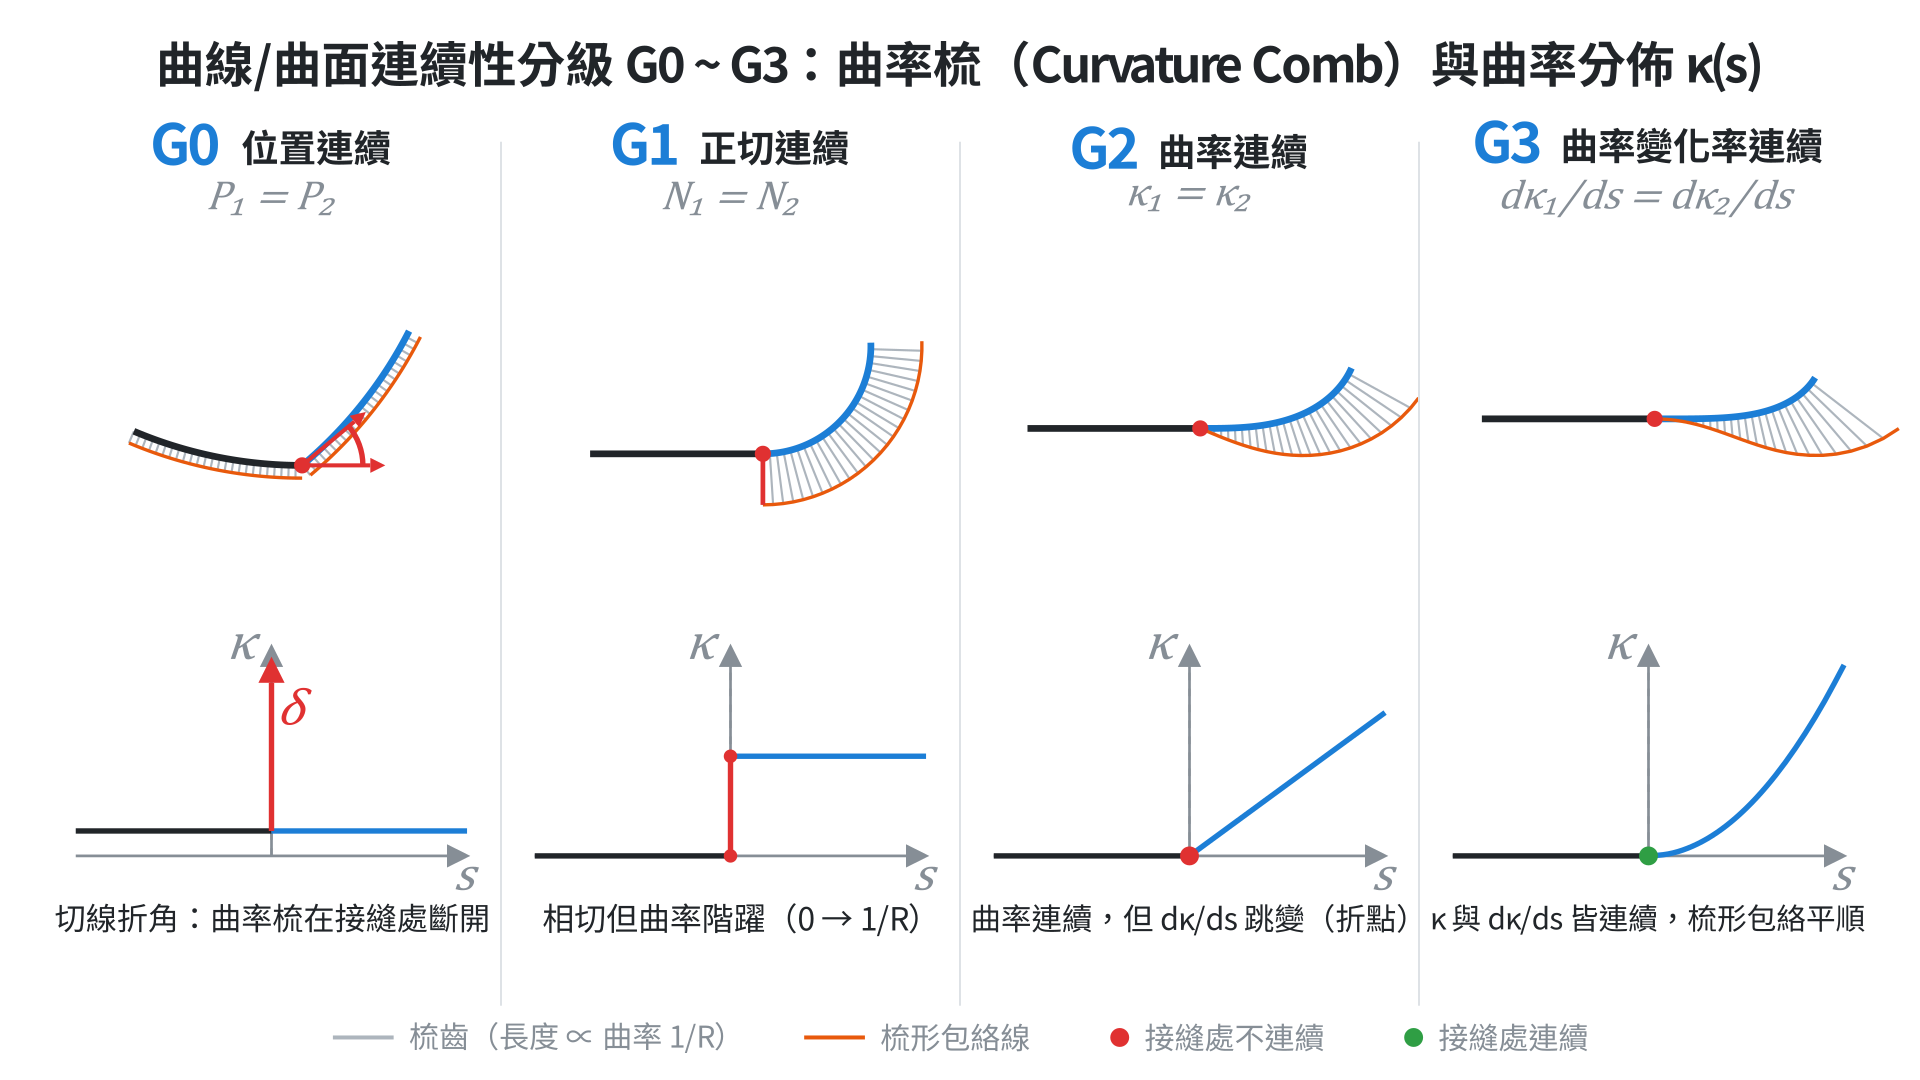 曲線/曲面連續性分級 G0 ~ G3：曲率梳（Curvature Comb）與曲率分佈 κ(s)
G0 位置連續
P₁ = P₂
G1 正切連續
N₁ = N₂
G2 曲率連續
κ₁ = κ₂
G3 曲率變化率連續
dκ₁/ds = dκ₂/ds
κ
δ
s
κ
s
κ
s
κ
s
切線折角：曲率梳在接縫處斷開
相切但曲率階躍（0 → 1/R）
曲率連續，但 dκ/ds 跳變（折點）
κ 與 dκ/ds 皆連續，梳形包絡平順
梳齒（長度 ∝ 曲率 1/R）
梳形包絡線
接縫處不連續
接縫處連續